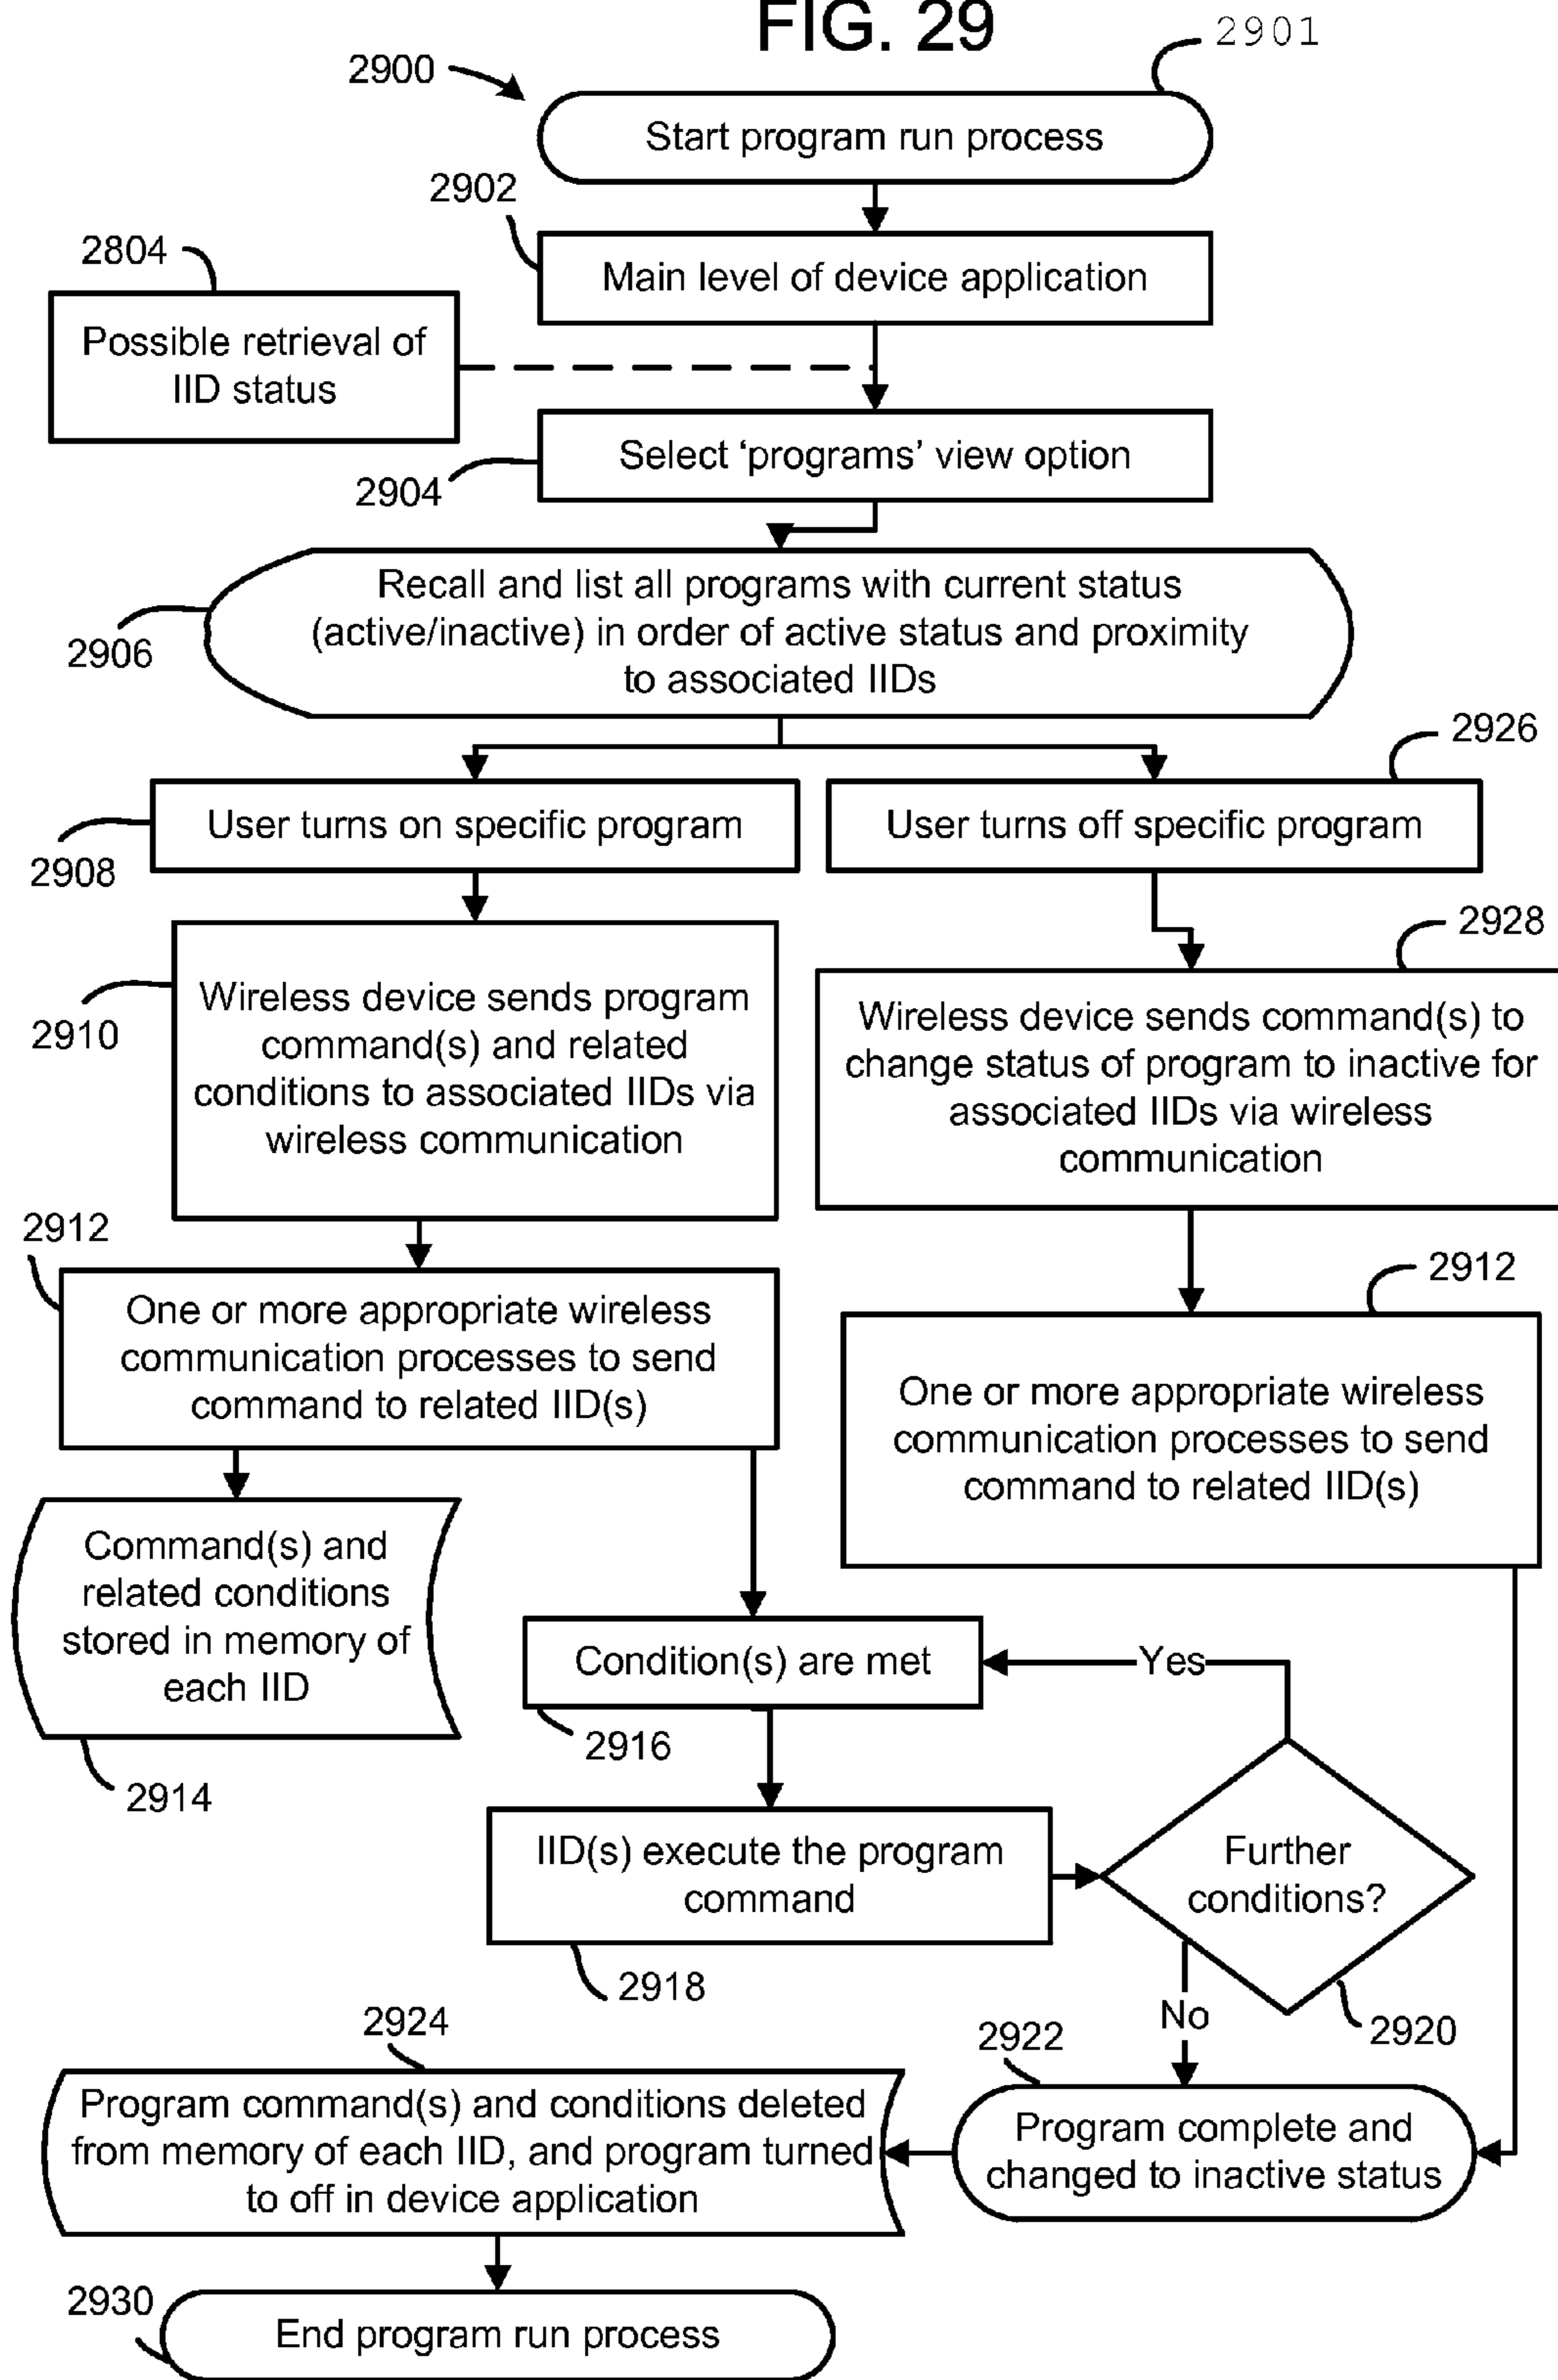 FIG. 29
2901
2900
Start program run process
2902
Main level of device application
2804
Possible retrieval of
IID status
Select ‘programs’ view option
2904
Recall and list all programs with current status
(active/inactive) in order of active status and proximity
to associated IIDs
2906
2926
User turns on specific program
User turns off specific program
2908
2928
Wireless device sends program
command(s) and related
conditions to associated IIDs via
wireless communication
2910
Wireless device sends command(s) to
change status of program to inactive for
associated IIDs via wireless
communication
2912
One or more appropriate wireless
communication processes to send
command to related IID(s)
2912
One or more appropriate wireless
communication processes to send
command to related IID(s)
Command(s) and
related conditions
stored in memory of
each IID
2914
Condition(s) are met
Yes
2916
IID(s) execute the program
command
Further
conditions?
2918
No
2920
2924
2922
Program command(s) and conditions deleted
from memory of each IID, and program turned
to off in device application
Program complete and
changed to inactive status
2930
End program run process